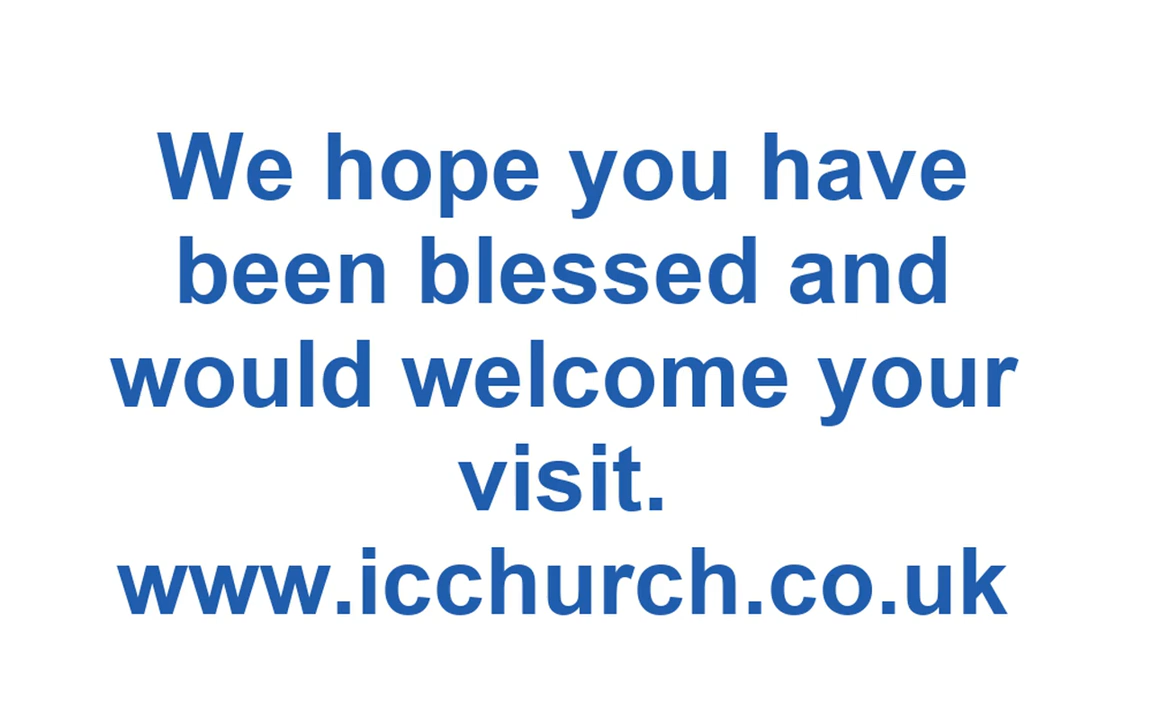 We hope you have
been blessed and
would welcome your
visit.
www.icchurch.co.uk